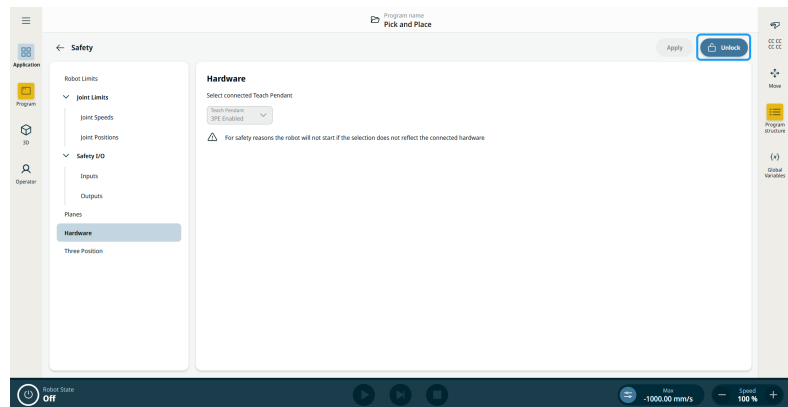 Program name
Pick and Place
Application
Program
3D
Operator
Safety
Apply
Unlock
Robot Limits
Joint Limits
Joint Speeds
Joint Positions
Safety I/O
Inputs
Outputs
Planes
Hardware
Three Position
Hardware
Select connected Teach Pendant
Teach Pendant
3PE Enabled
For safety reasons the robot will not start if the selection does not reflect the connected hardware
CC CC
CC CC
Move
Program
structure
(x)
Global
Variables
Robot State
Off
Max
-1000.00 mm/s
Speed
100 %